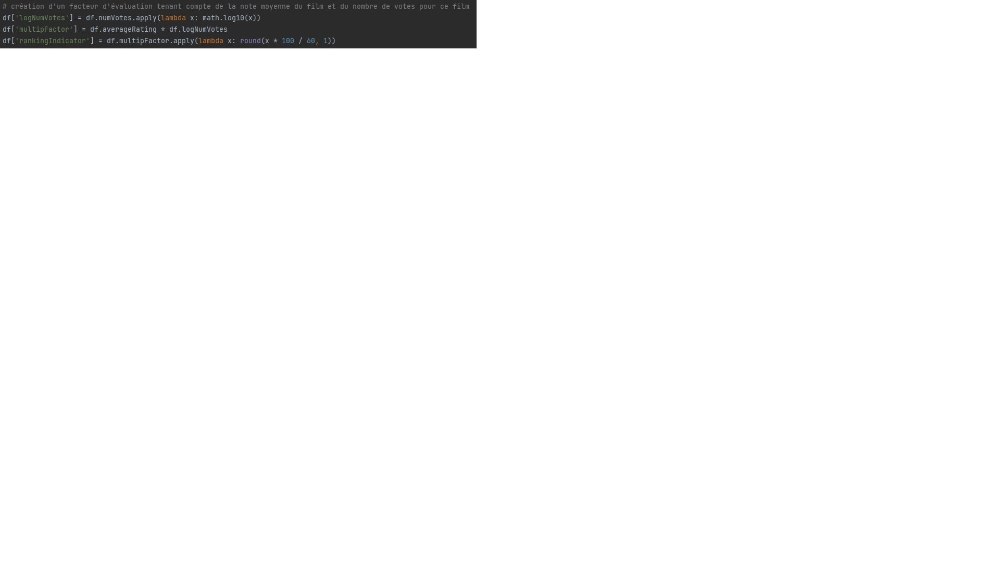 # création d'un facteur d'évaluation tenant compte de la note moyenne du film et du nombre de votes pour ce film
df['logNumVotes'] = df.numVotes.apply(lambda x: math.log10(x))
df['multipFactor'] = df.averageRating * df.logNumVotes
df['rankingIndicator'] = df.multipFactor.apply(lambda x: round(x * 100 / 60, 1))